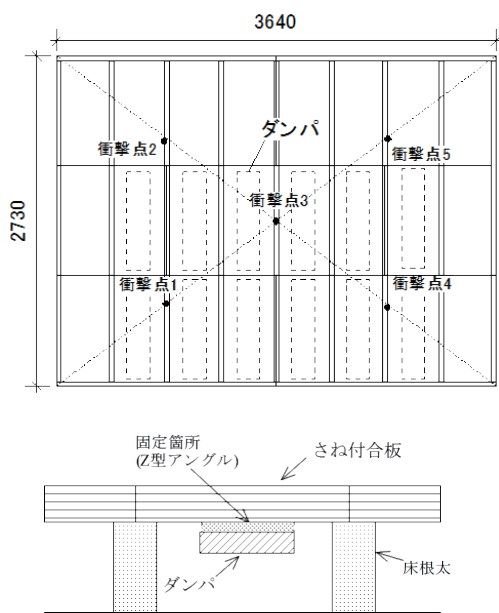 3640
2730
ダンパ
衝撃点2
衝撃点5
衝撃点3
衝撃点1
衝撃点4
固定箇所
(Z型アングル)
さね付合板
ダンパ
床根太